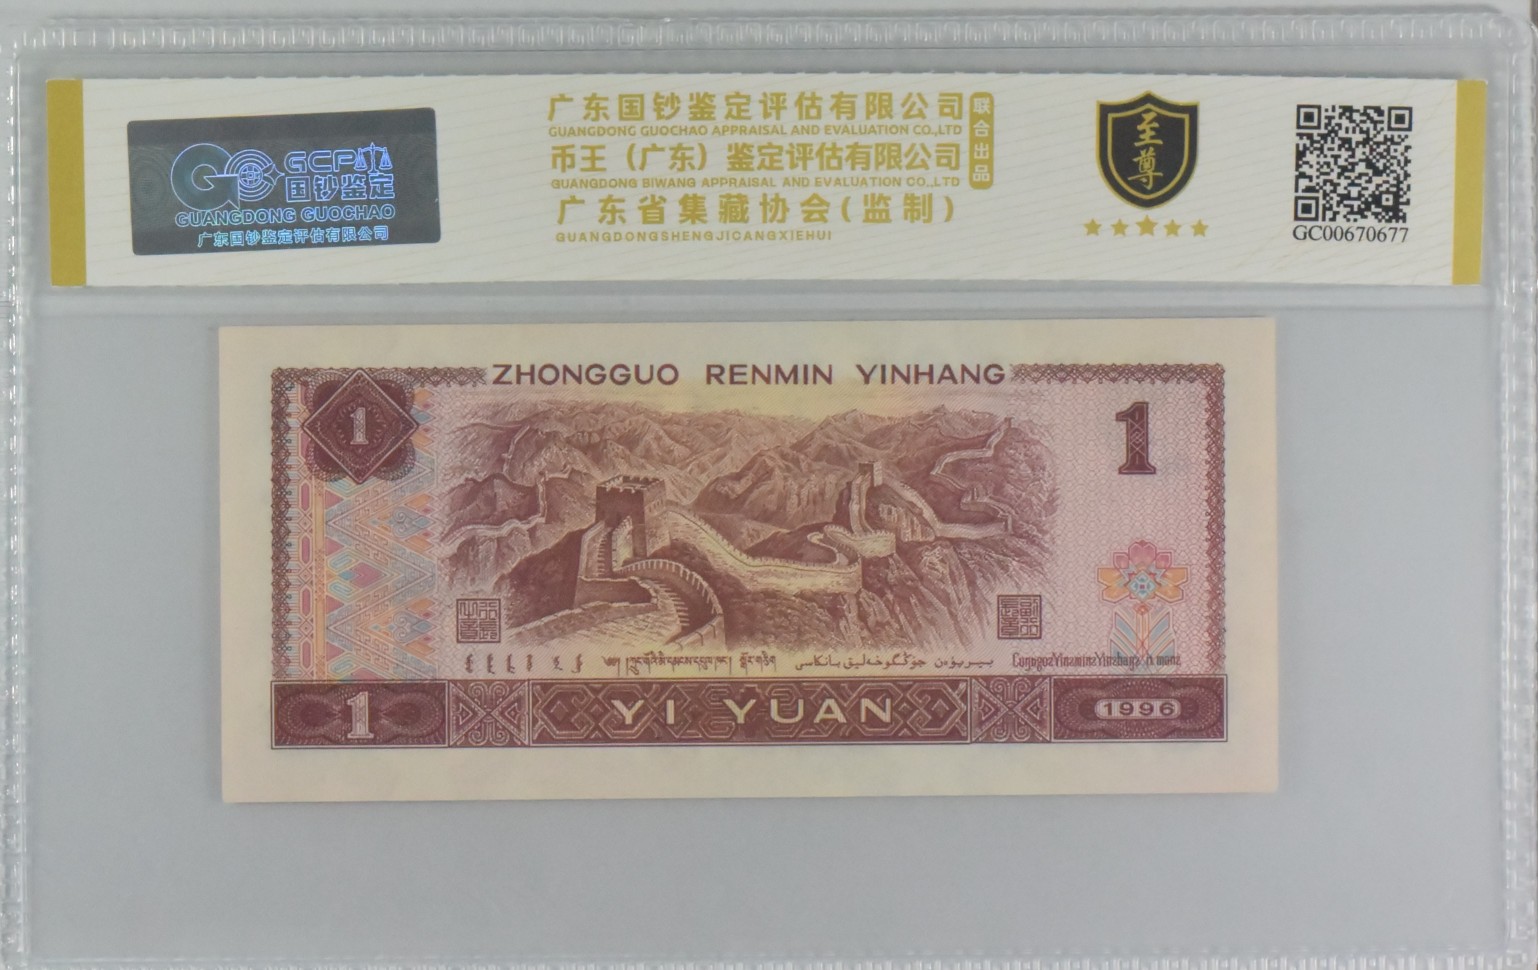 GCP
国钞鉴定
GUANGDONG GUOCHAO
广东国钞鉴定评估有限公司
广东国钞鉴定评估有限公司
GUANGDONG GUOCHAO APPRAISAL AND EVALUATION CO.,LTD
币王（广东）鉴定评估有限公司
GUANGDONG BIWANG APPRAISAL AND EVALUATION CO.,LTD
广东省集藏协会(监制)
GUANGDONGSHENGJICANGXIEHUI
联合出品
至尊
GC00670677
ZHONGGUO RENMIN YINHANG
1
1
بىربۇەن جۇڭگوخەلىق بانكىسى
1
YI YUAN
1996